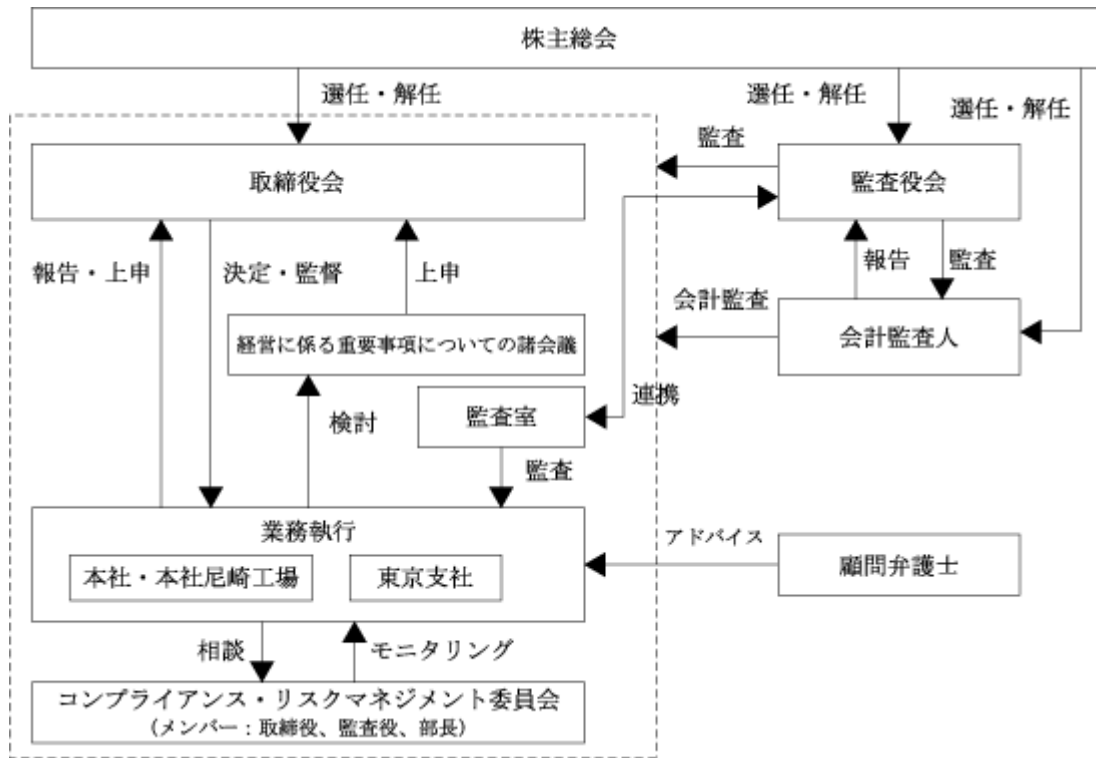 株主総会
選任・解任
選任・解任
選任・解任
監査
取締役会
監査役会
報告・上申
決定・監督
上申
報告
監査
会計監査
経営に係る重要事項についての諸会議
会計監査人
連携
監査室
検討
監査
業務執行
アドバイス
本社・本社尼崎工場
東京支社
顧問弁護士
相談
モニタリング
コンプライアンス・リスクマネジメント委員会
（メンバー：取締役、監査役、部長）